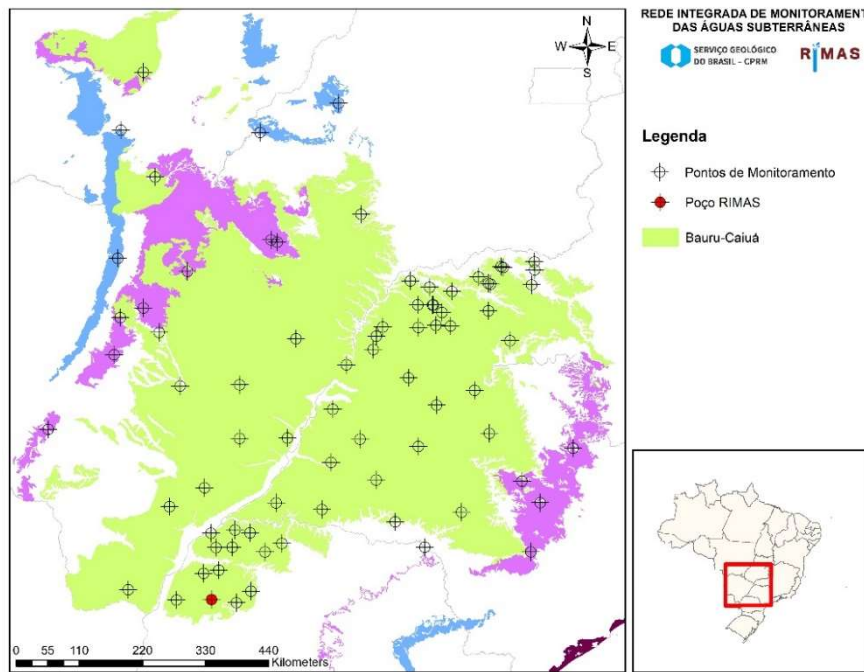 REDE INTEGRADA DE MONITORAMENT
DAS ÁGUAS SUBTERRÂNEAS
SERVIÇO GEOLÓGICO
DO BRASIL – CPRM
RIMAS
N
W E
S
Legenda
Pontos de Monitoramento
Poço RIMAS
Bauru-Caiuá
0 55 110 220 330 440
Kilometers